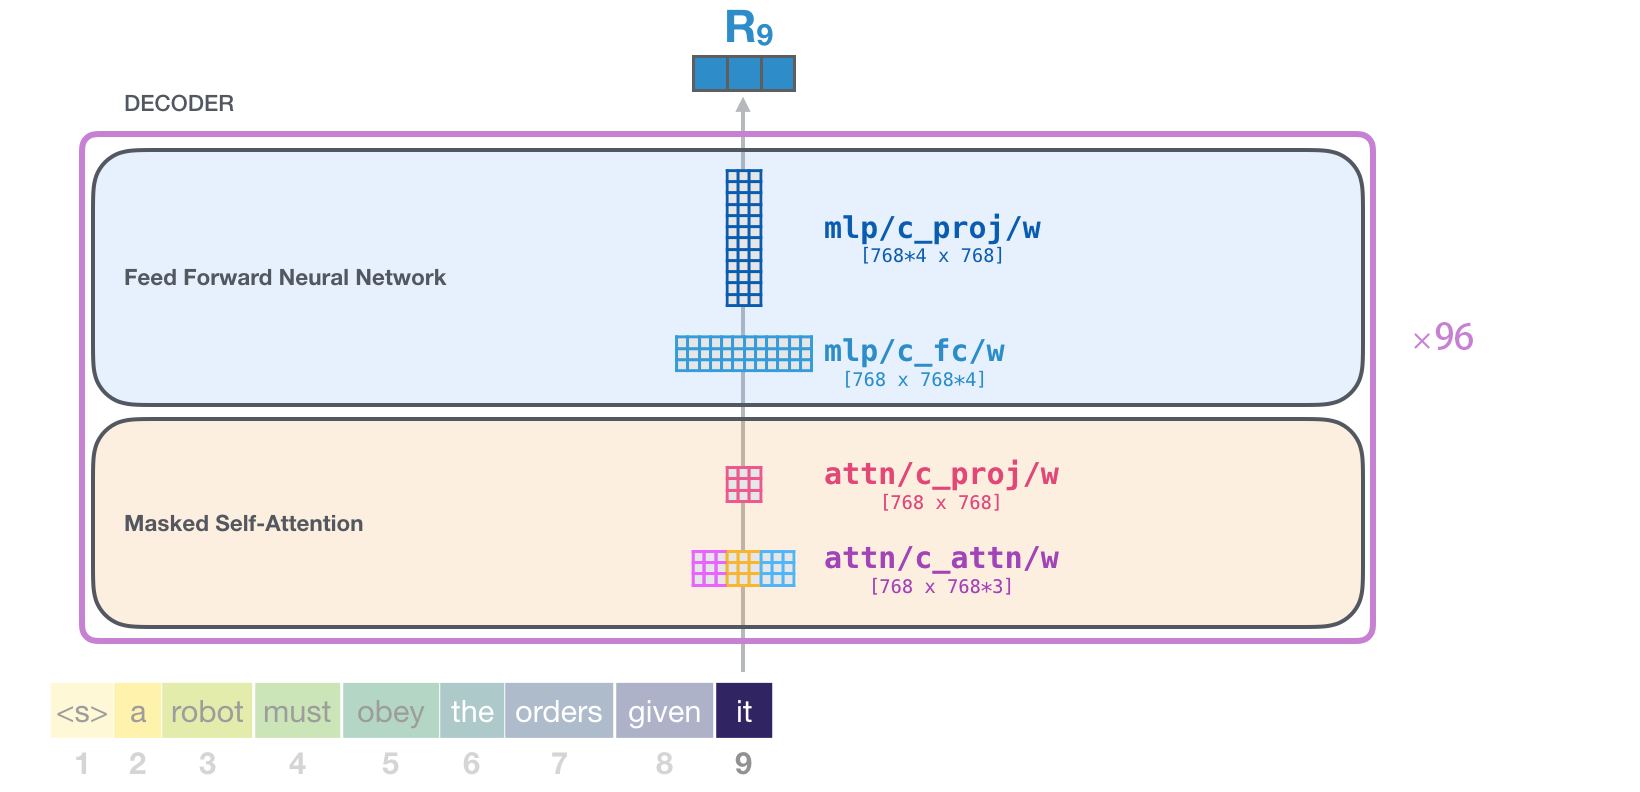 R9
DECODER
mlp/c_proj/w
[768*4 x 768]
Feed Forward Neural Network
×96
mlp/c_fc/w
[768 x 768*4]
attn/c_proj/w
[768 x 768]
Masked Self-Attention
attn/c_attn/w
[768 x 768*3]
<s> a robot must obey the orders given it
1 2 3 4 5 6 7 8 9